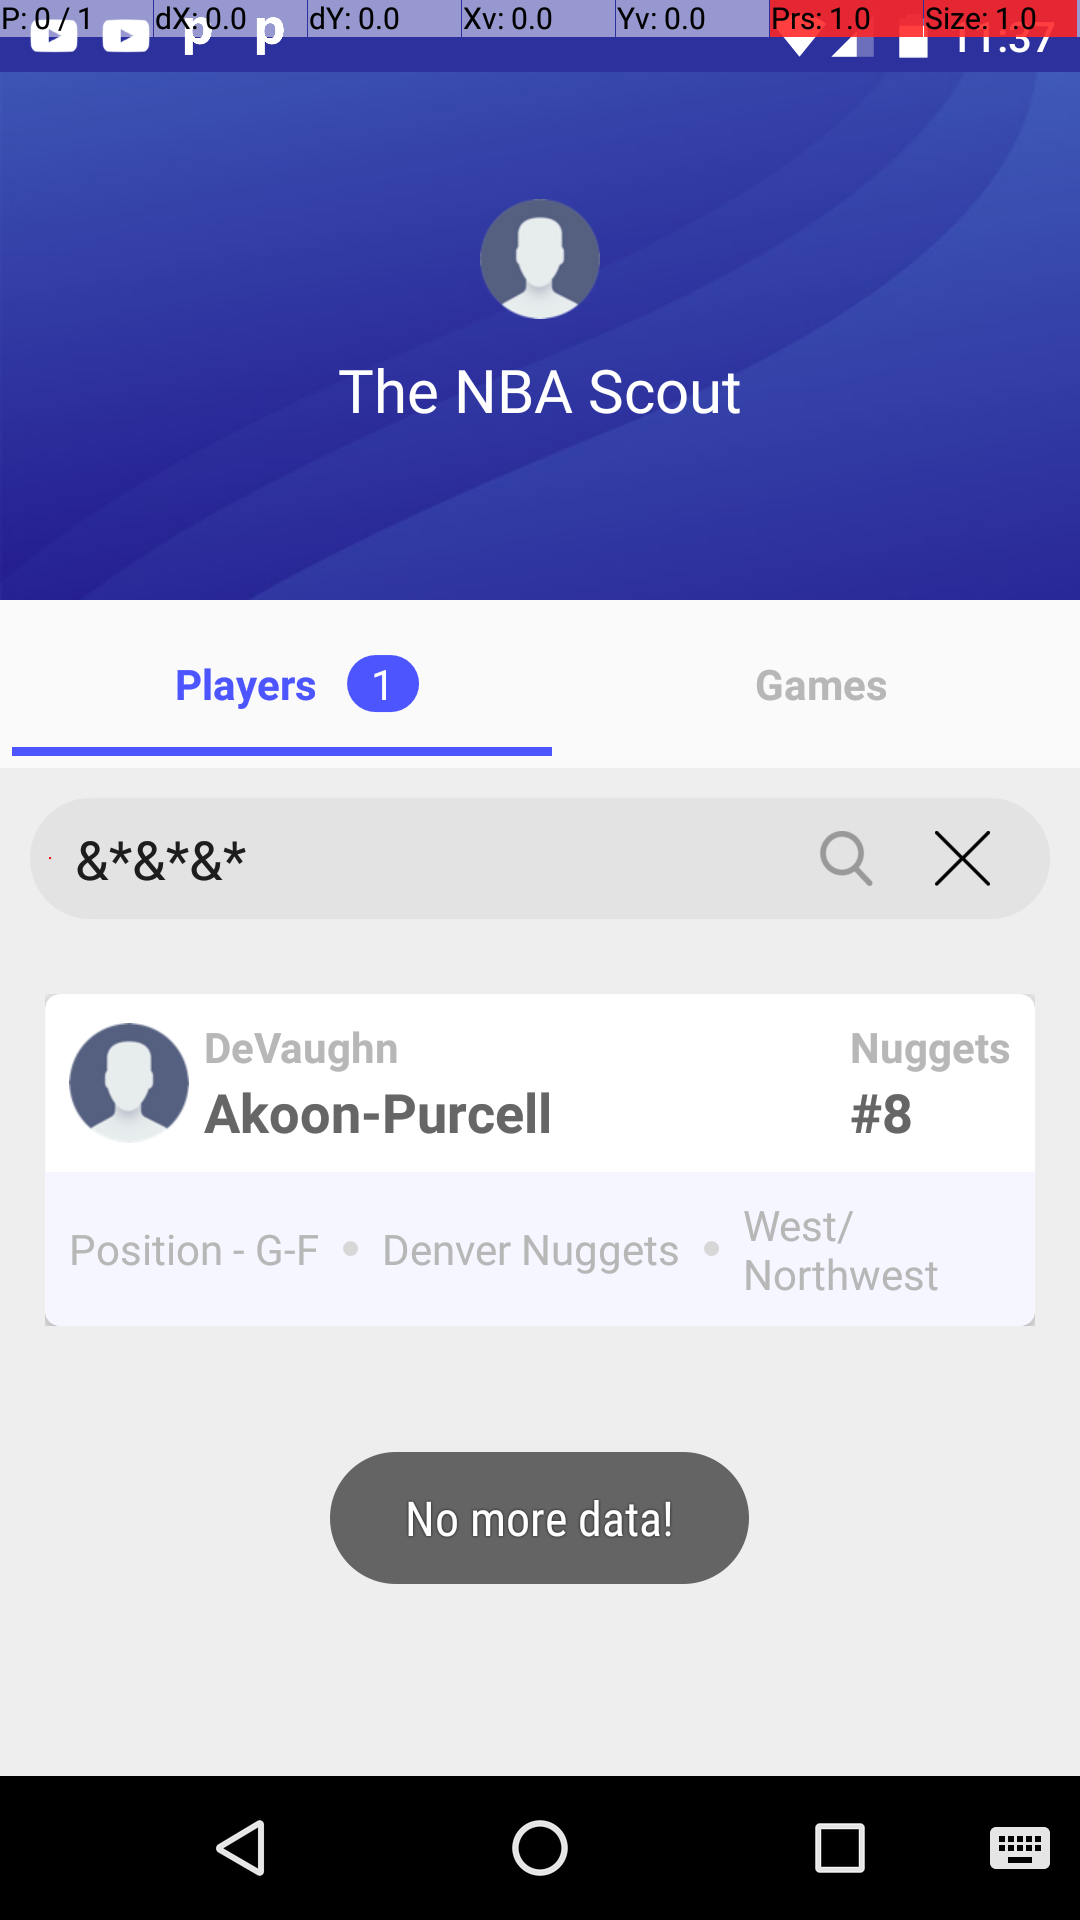 P: 0 / 1 dX: 0.0 dY: 0.0 Xv: 0.0 Yv: 0.0 Prs: 1.0 Size: 1.0
11:37
The NBA Scout
Players 1 Games
&*&*&*
DeVaughn Nuggets
Akoon-Purcell #8
Position - G-F Denver Nuggets West/
Northwest
No more data!